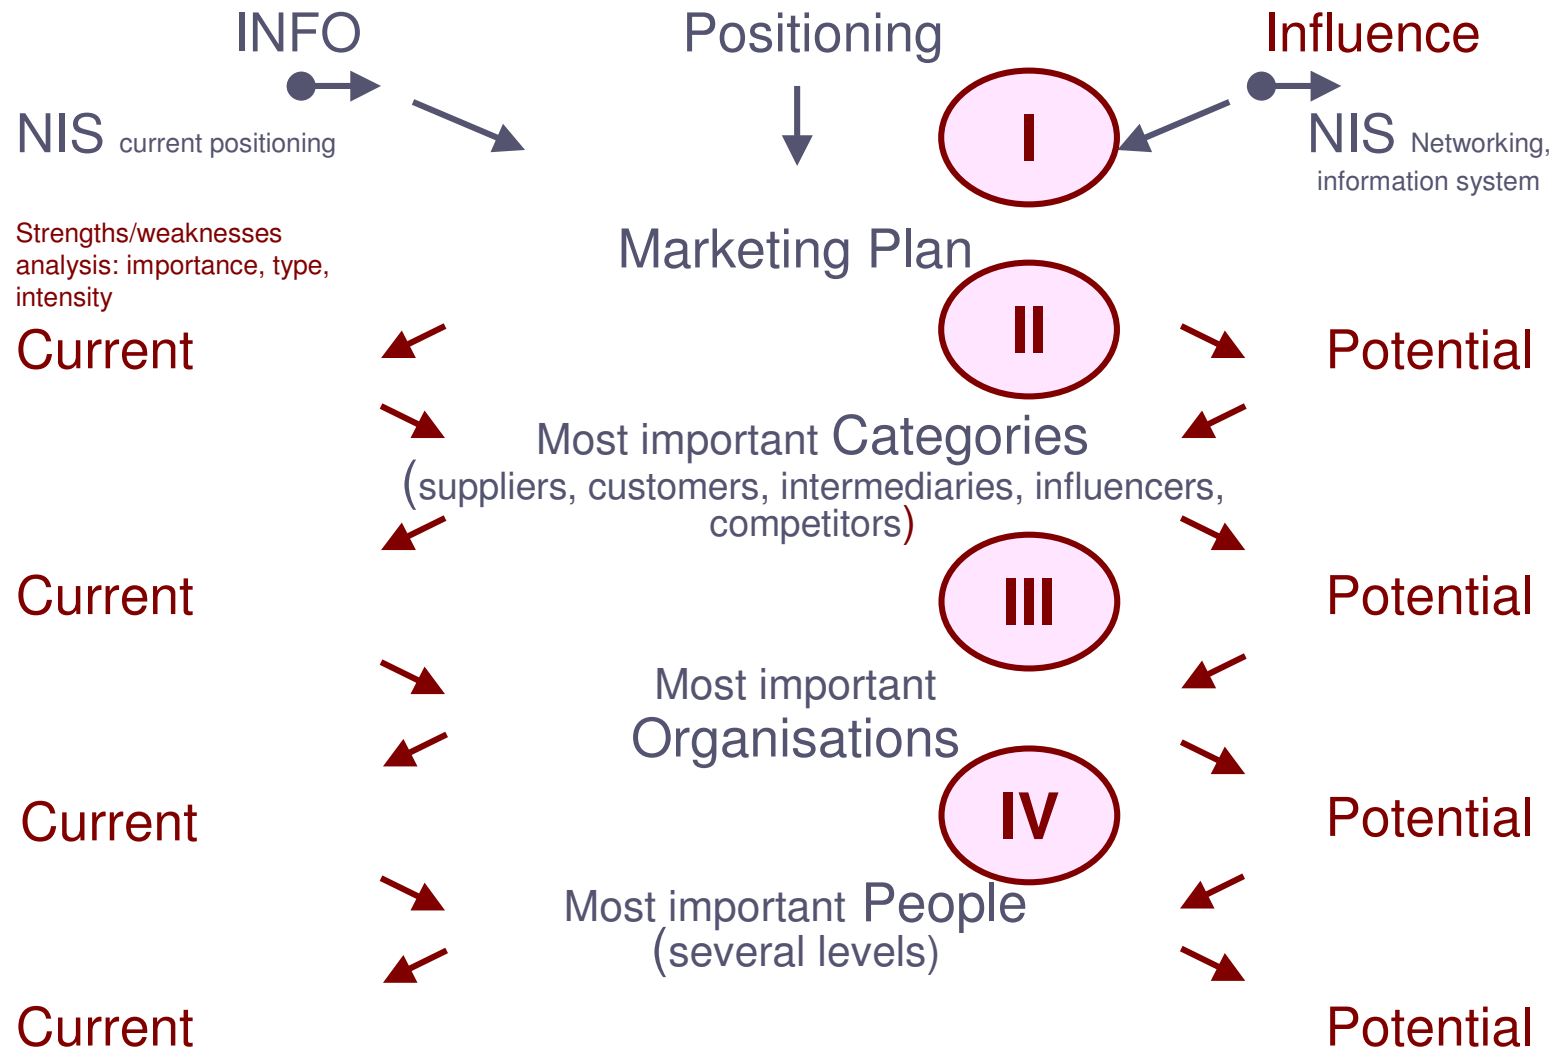 INFO
Positioning
Influence
NIS current positioning
I
NIS Networking,
information system
Strengths/weaknesses
analysis: importance, type,
intensity
Marketing Plan
II
Current
Potential
Most important Categories
(suppliers, customers, intermediaries, influencers,
competitors)
III
Current
Potential
Most important
Organisations
IV
Current
Potential
Most important People
(several levels)
Current
Potential